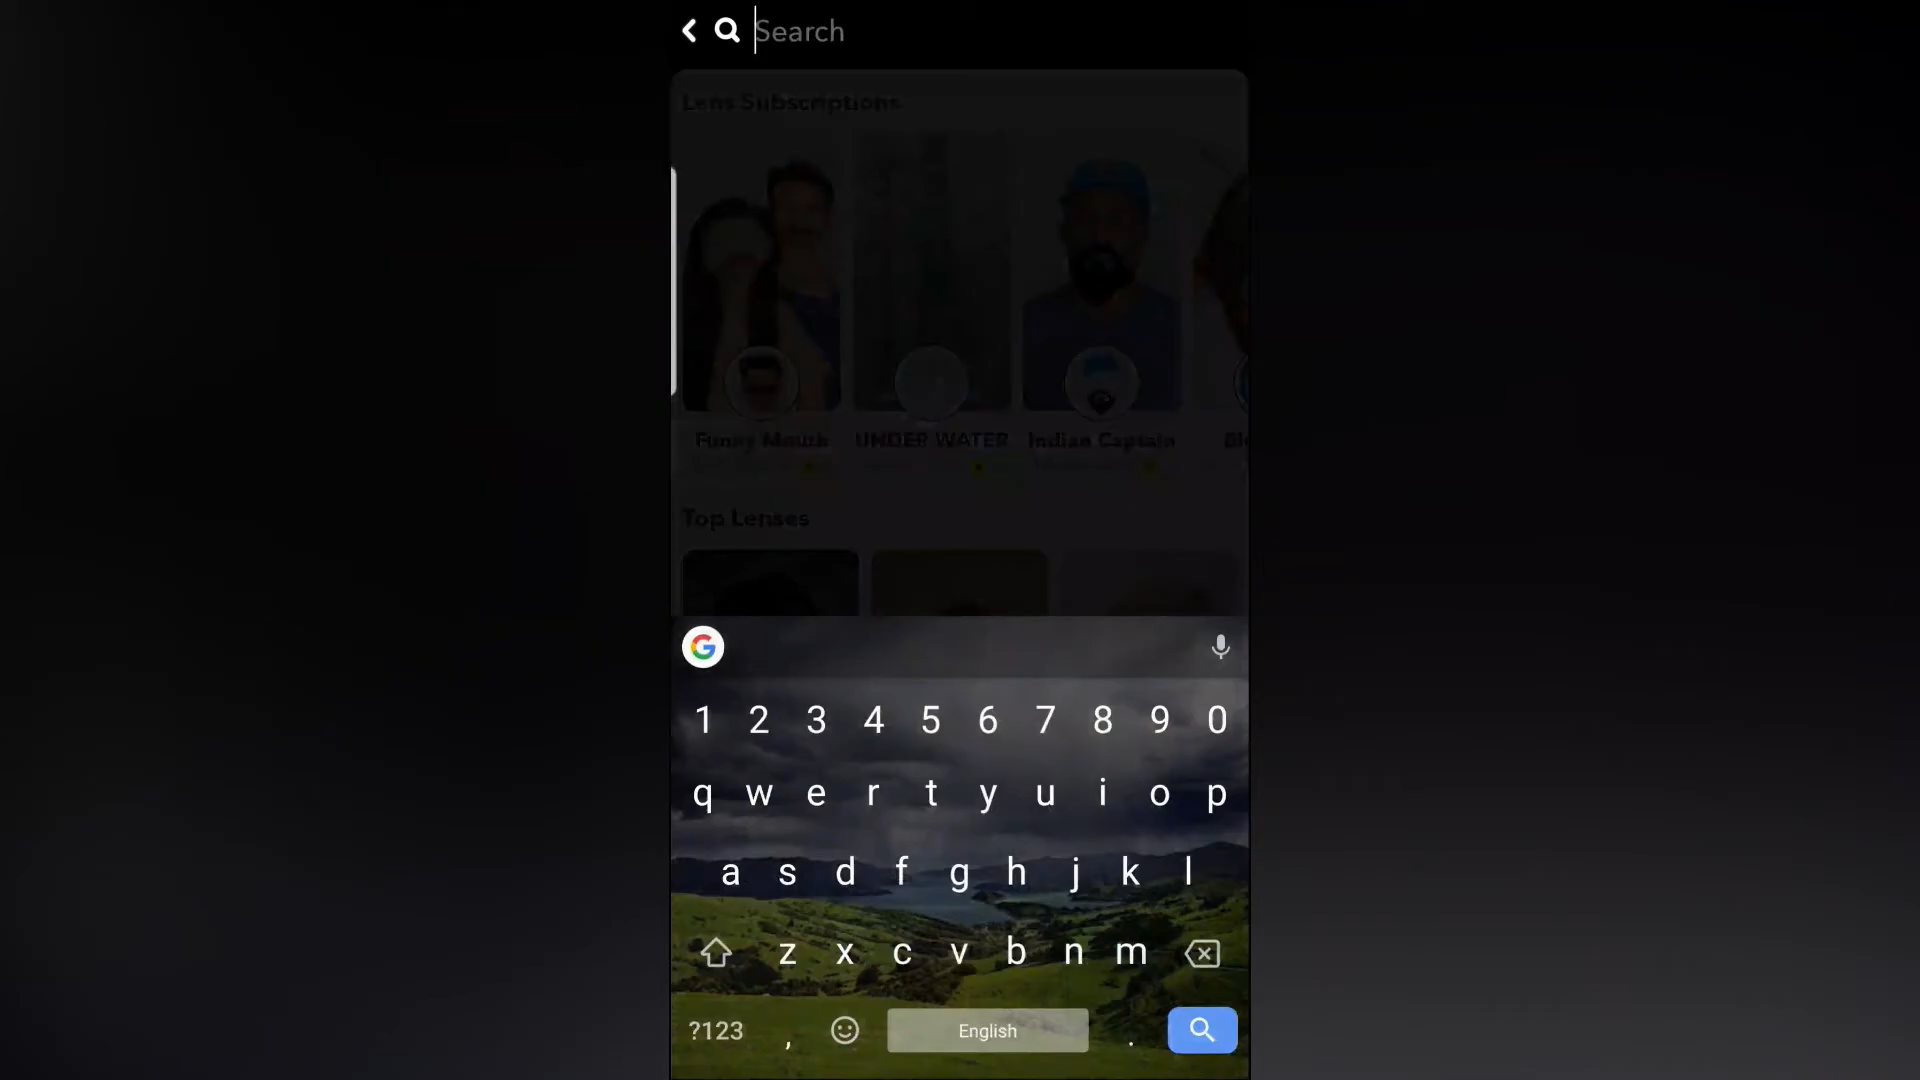 Search
Lens Subscriptions
Funny Mouth UNDER WATER Indian Captain
Top Lenses
G
1 2 3 4 5 6 7 8 9 0
q w e r t y u i o p
a s d f g h j k l
z x c v b n m
?123 , English .